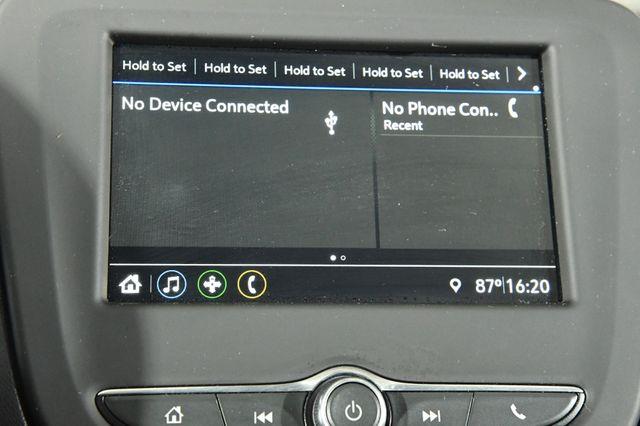 Hold to Set Hold to Set Hold to Set Hold to Set Hold to Set
No Device Connected
No Phone Con..
Recent
87° 16:20